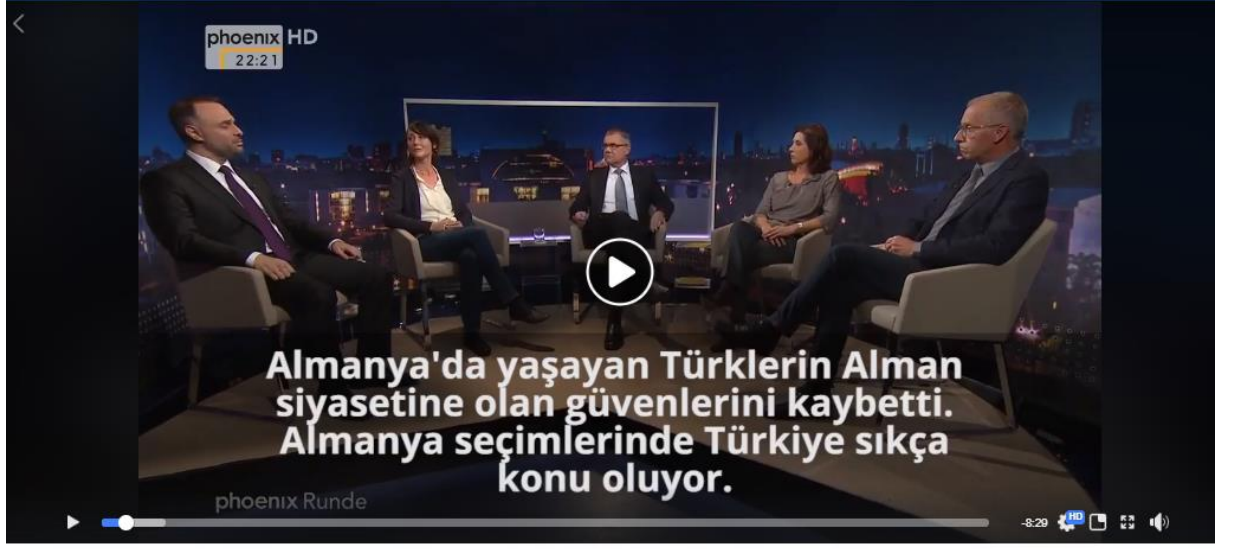 phoenix HD
22:21
Almanya'da yaşayan Türklerin Alman
siyasetine olan güvenlerini kaybetti.
Almanya seçimlerinde Türkiye sıkça
konu oluyor.
phoenix Runde
-8:29 HD